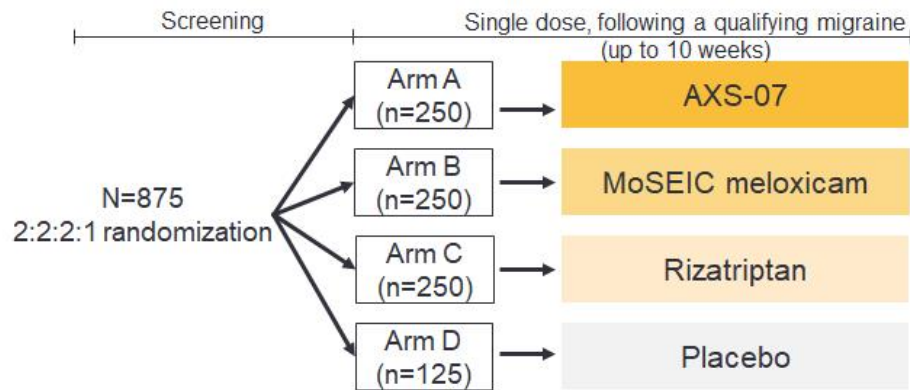 Screening
Single dose, following a qualifying migraine
(up to 10 weeks)
Arm A
(n=250)
AXS-07
Arm B
(n=250)
MoSEIC meloxicam
N=875
2:2:2:1 randomization
Arm C
(n=250)
Rizatriptan
Arm D
(n=125)
Placebo